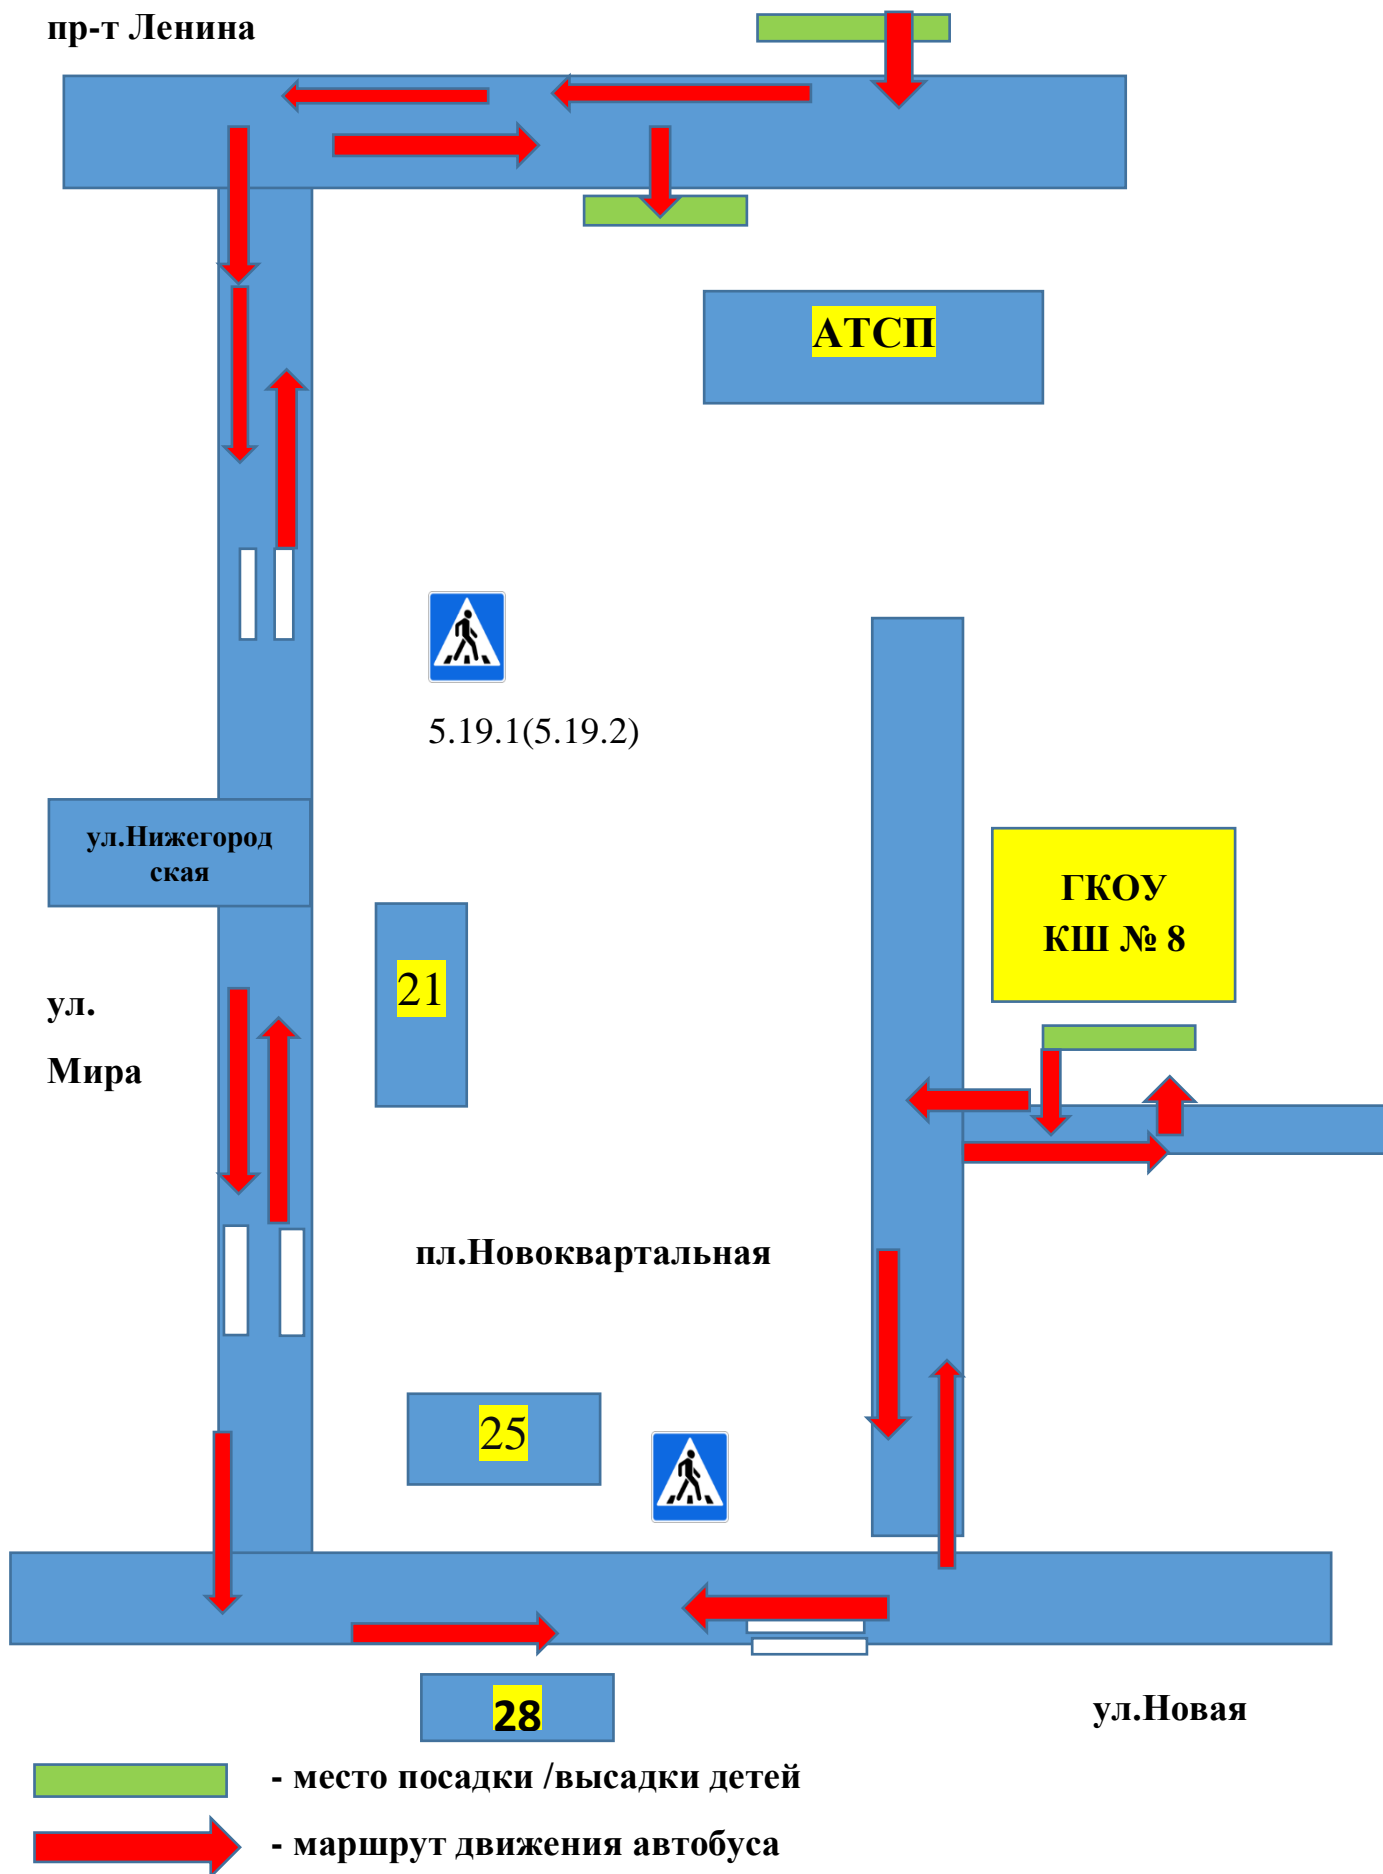 пр-т Ленина
АТСП
5.19.1(5.19.2)
ул.Нижегород
ская
ГКОУ
КШ № 8
21
ул.
Мира
пл.Новоквартальная
25
28
ул.Новая
- место посадки /высадки детей
- маршрут движения автобуса